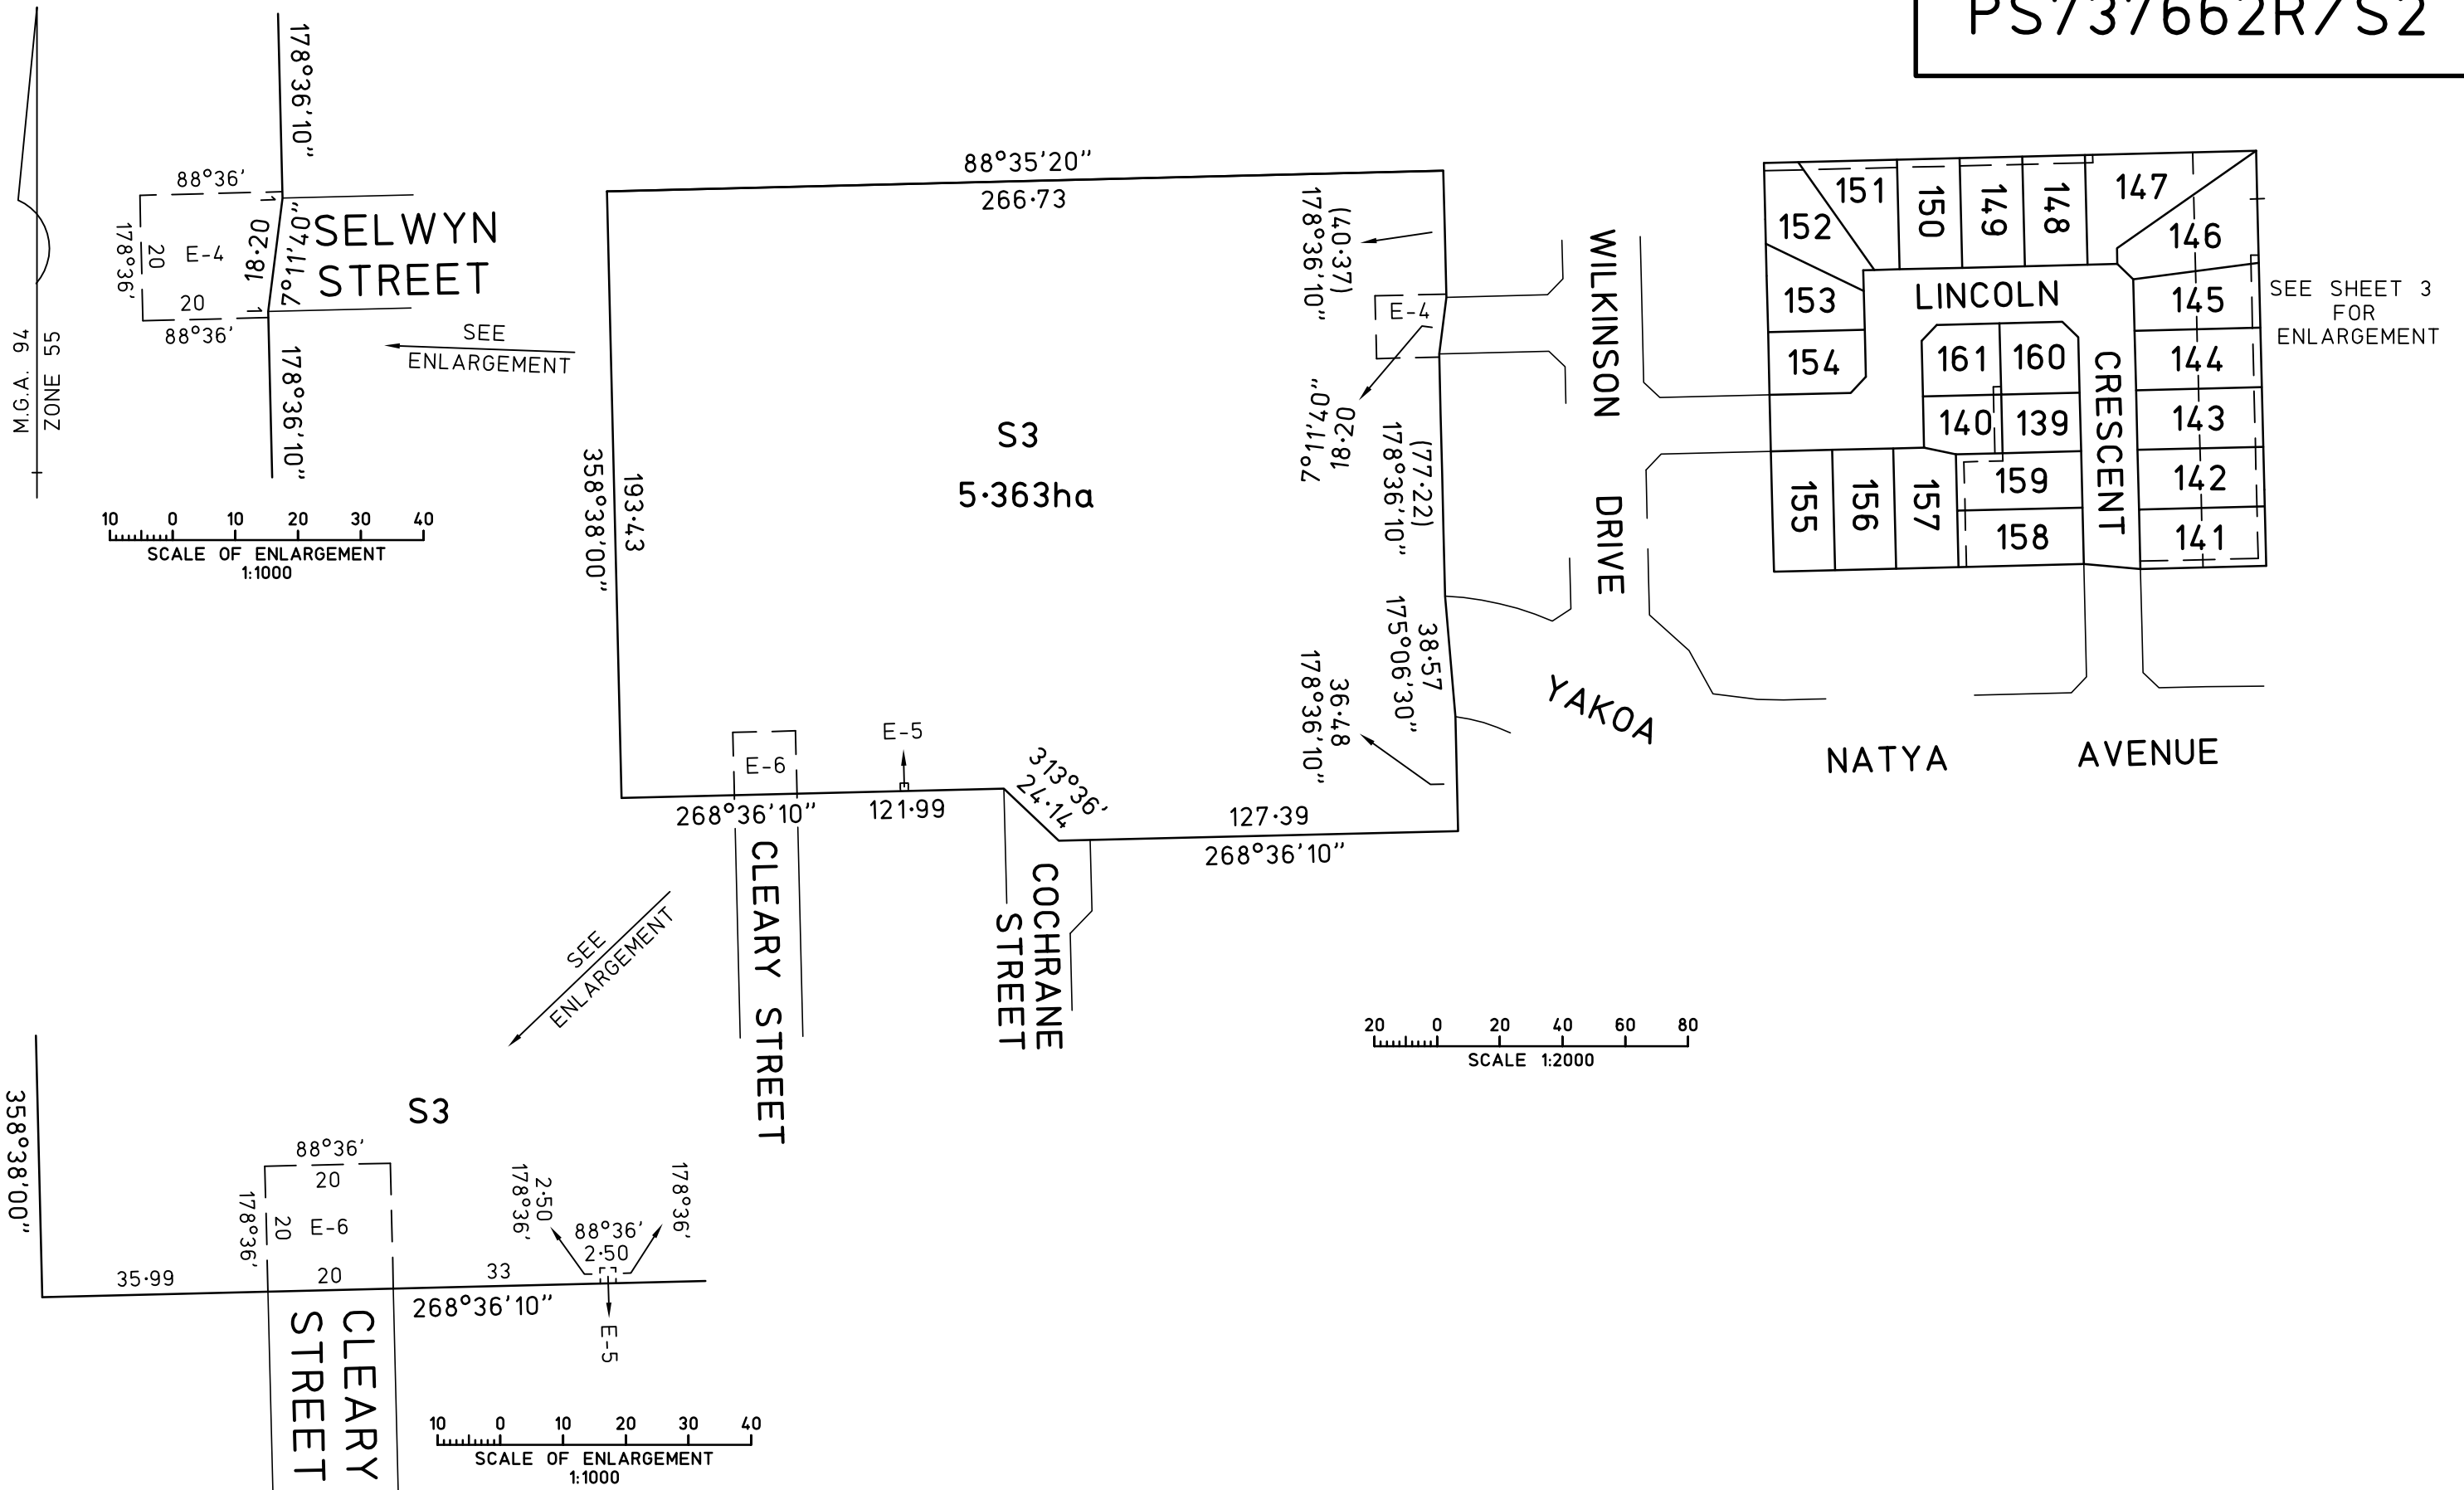 PS737662R/S2
M.G.A. 94
ZONE 55
178°36'10"
88°36'
178°36'
20
E-4
20
88°36'
1
18·20
7°11'40"
1
SELWYN
STREET
178°36'10"
SEE
ENLARGEMENT
10 0 10 20 30 40
SCALE OF ENLARGEMENT
1:1000
88°35'20"
266·73
(40·37)
178°36'10"
E-4
18·20
7°11'40"
S3
5·363ha
358°38'00"
193·43
(77·22)
178°36'10"
38·57
175°06'30"
36·48
178°36'10"
E-6
E-5
268°36'10"
121·99
313°36'
24·14
127·39
268°36'10"
CLEARY STREET
COCHRANE
STREET
WILKINSON DRIVE
YAKOA
NATYA AVENUE
LINCOLN
CRESCENT
152
151
150
149
148
147
146
153
145
154
161
160
144
140
139
143
155
156
157
159
142
158
141
SEE SHEET 3
FOR
ENLARGEMENT
20 0 20 40 60 80
SCALE 1:2000
SEE
ENLARGEMENT
358°38'00"
S3
88°36'
20
178°36'
20
E-6
35·99
20
33
268°36'10"
2·50
178°36'
88°36'
2·50
178°36'
E-5
CLEARY
STREET
10 0 10 20 30 40
SCALE OF ENLARGEMENT
1:1000